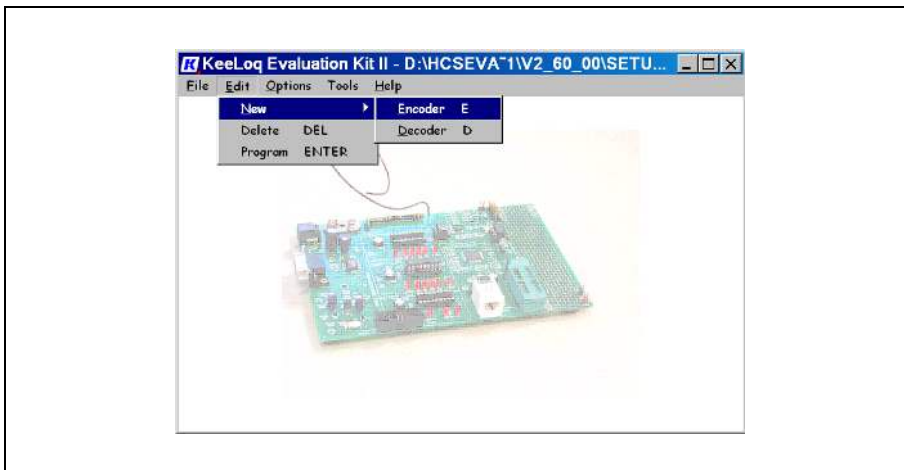 KeeLoq Evaluation Kit II - D:\HCSEVA~1\V2_60_00\SETU...
File Edit Options Tools Help
New Encoder E
Delete DEL Decoder D
Program ENTER